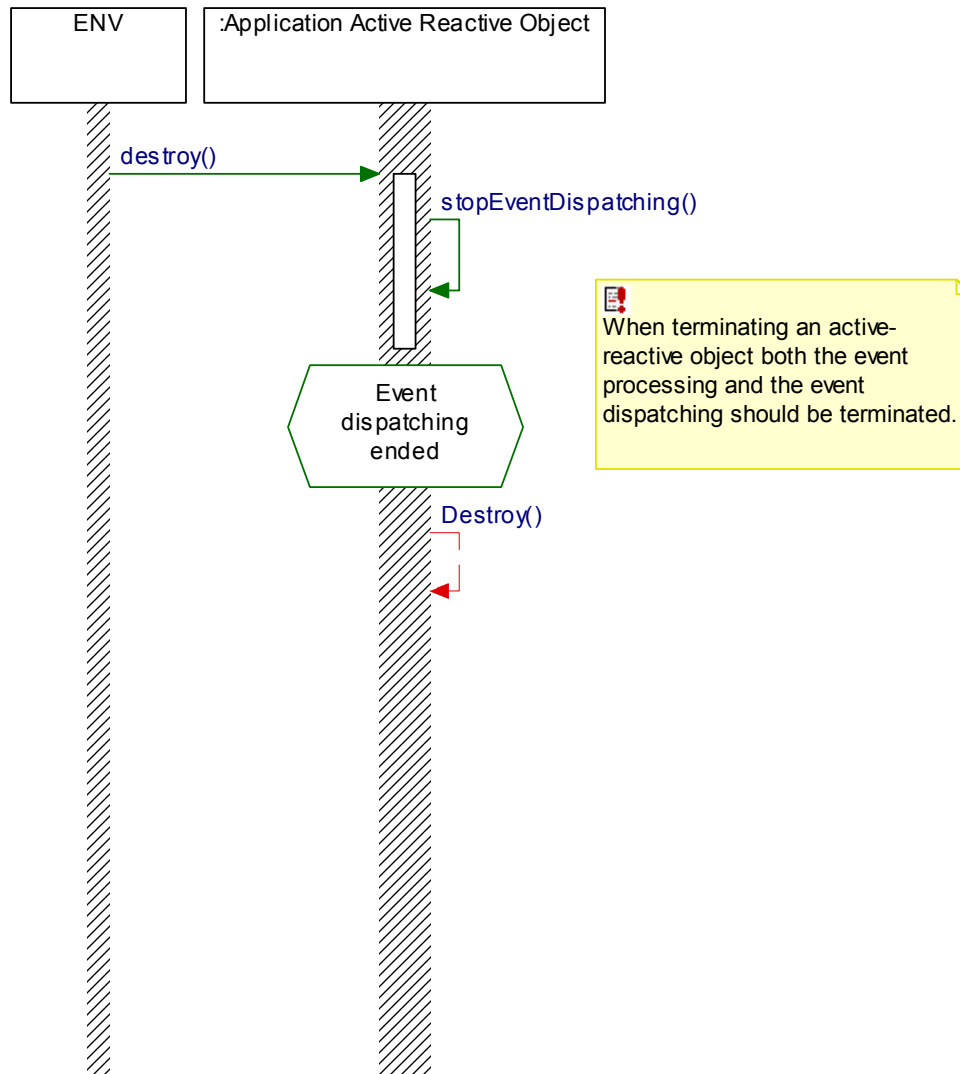 ENV
:Application Active Reactive Object
destroy()
stopEventDispatching()
When terminating an active-
reactive object both the event
processing and the event
dispatching should be terminated.
Event
dispatching
ended
Destroy()